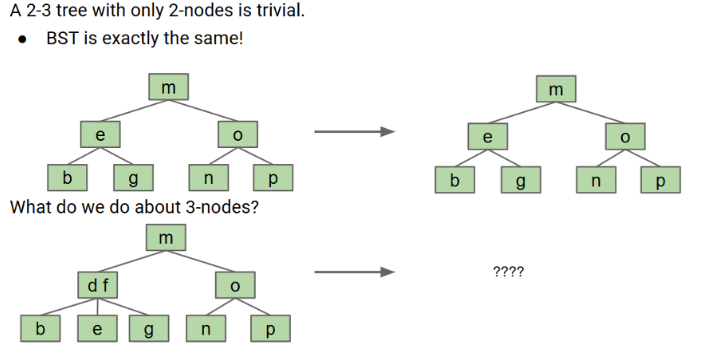 A 2-3 tree with only 2-nodes is trivial.
● BST is exactly the same!
m
m
e
o
e
o
b
g
n
p
b
g
n
p
What do we do about 3-nodes?
m
d f
o
????
b
e
g
n
p